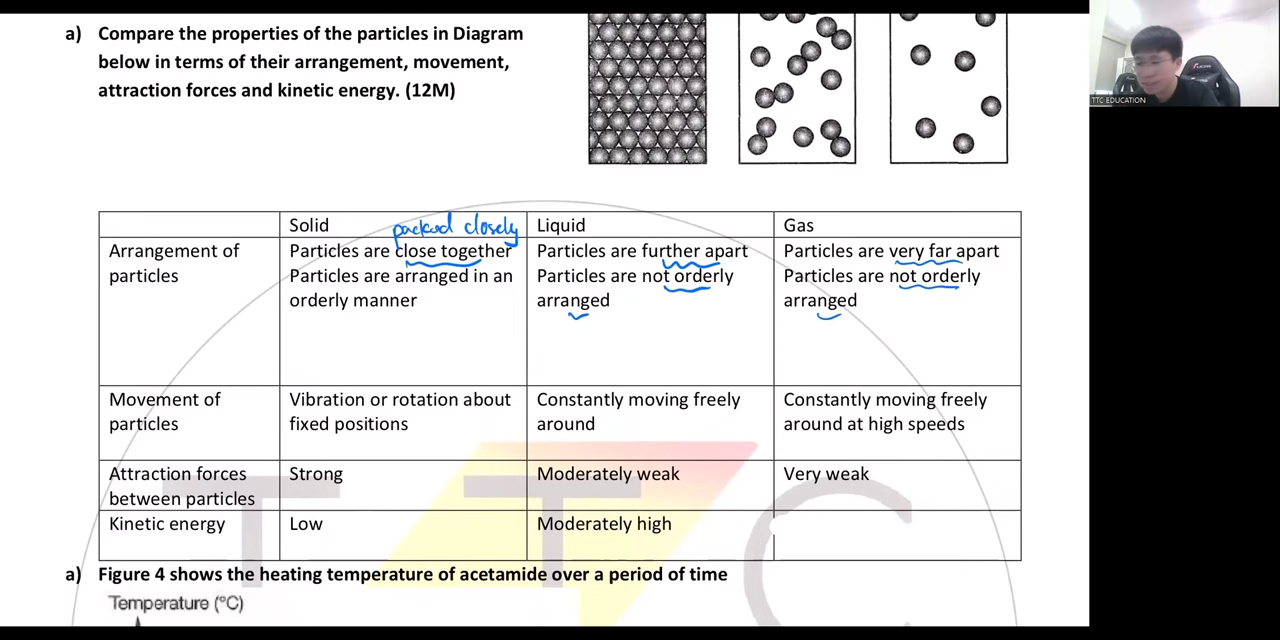 a) Compare the properties of the particles in Diagram
below in terms of their arrangement, movement,
attraction forces and kinetic energy. (12M)
TTC EDUCATION
Solid Liquid Gas
packed closely
Arrangement of particles
Particles are close together
Particles are arranged in an
orderly manner
Particles are further apart
Particles are not orderly
arranged
Particles are very far apart
Particles are not orderly
arranged
Movement of
particles
Vibration or rotation about
fixed positions
Constantly moving freely
around
Constantly moving freely
around at high speeds
Attraction forces
between particles
Strong
Moderately weak
Very weak
Kinetic energy
Low
Moderately high
a) Figure 4 shows the heating temperature of acetamide over a period of time
Temperature (°C)
T T C